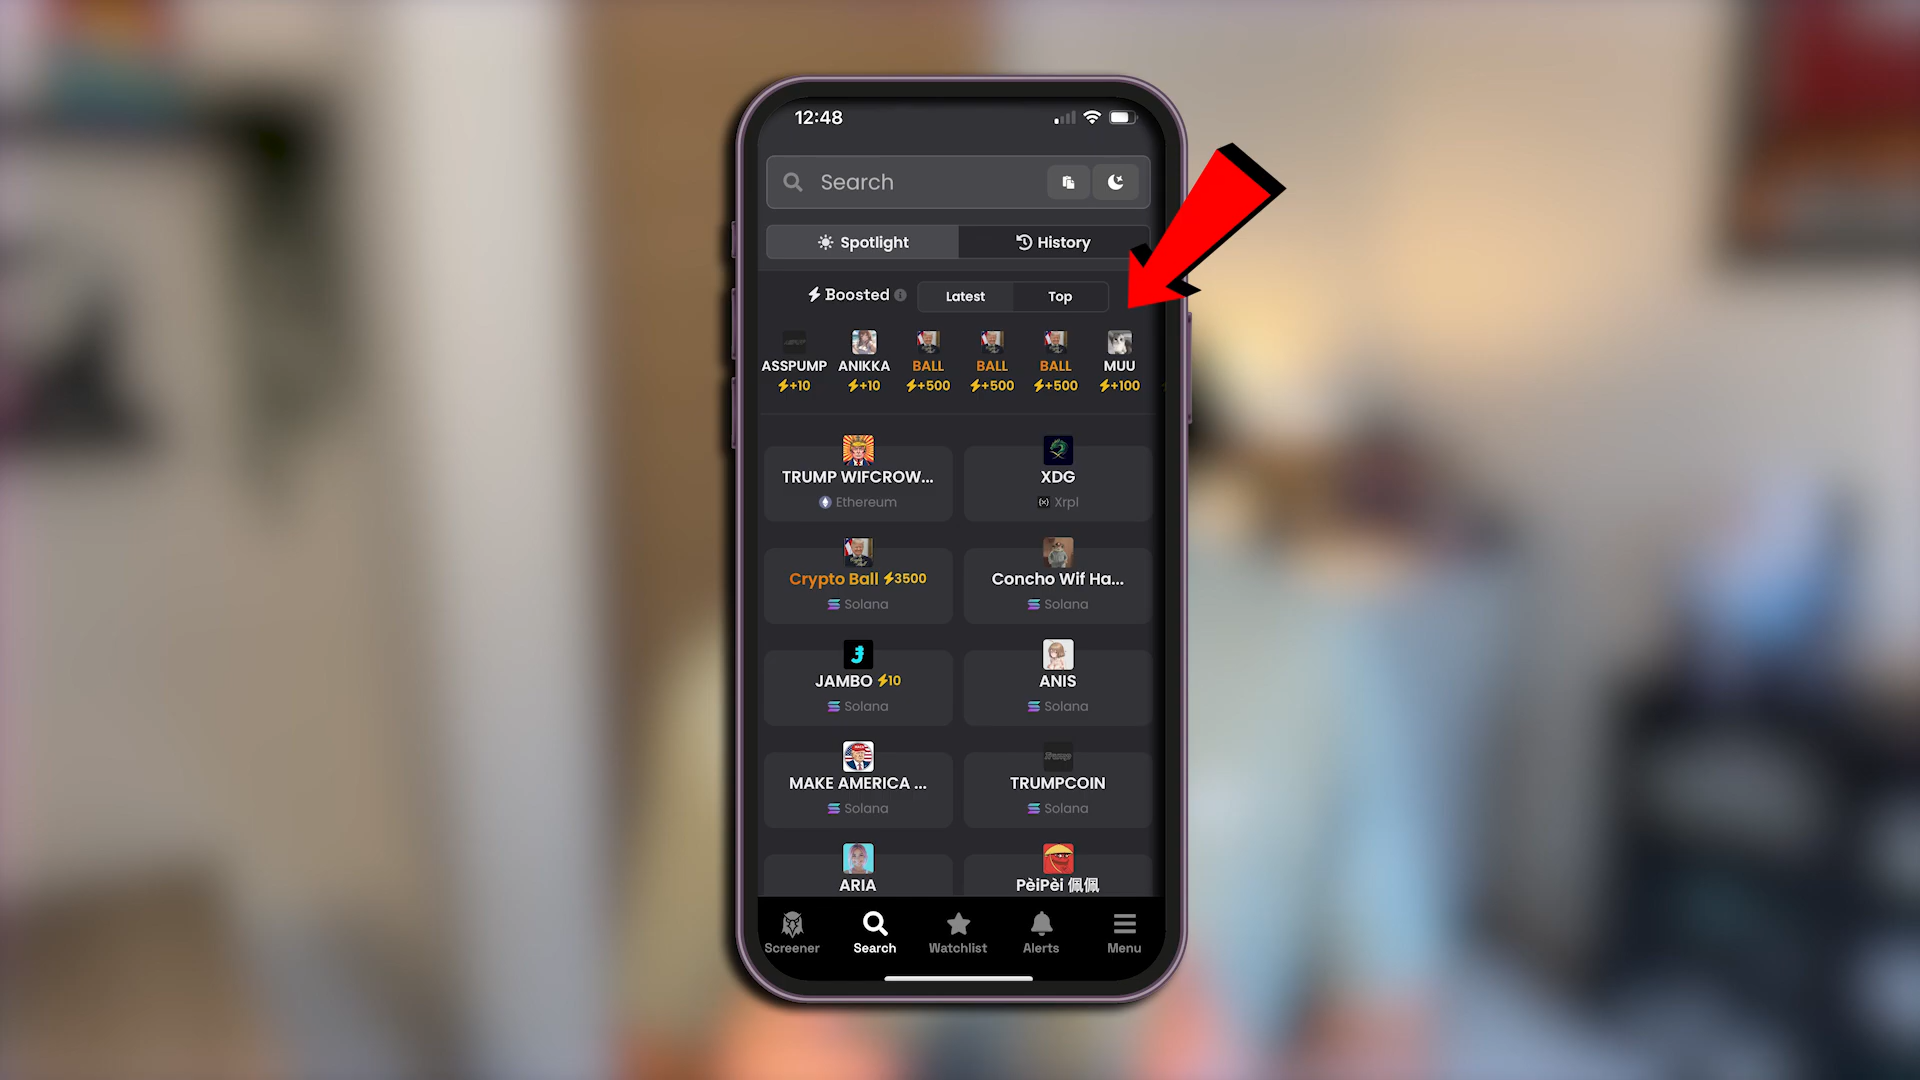 12:48
Search
Spotlight
History
Boosted
Latest
Top
ASSPUMP
ANIKKA
BALL
BALL
BALL
MUU
+10
+10
+500
+500
+500
+100
TRUMP WIFCROW...
XDG
Ethereum
Xrpl
Crypto Ball 3500
Concho Wif Ha...
Solana
Solana
JAMBO 10
ANIS
Solana
Solana
MAKE AMERICA ...
TRUMPCOIN
Solana
Solana
ARIA
PèiPèi 佩佩
Screener
Search
Watchlist
Alerts
Menu